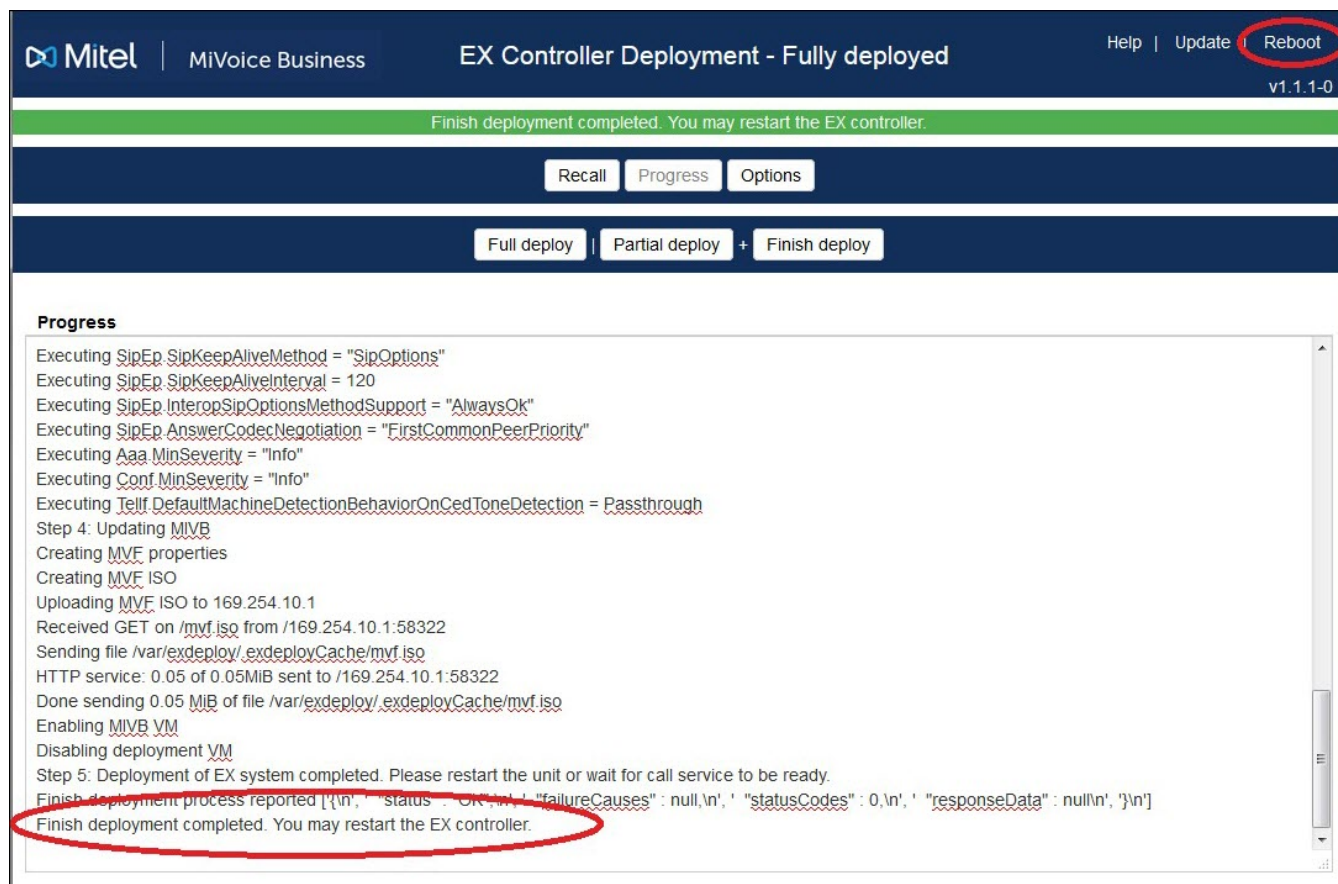 Mitel | MiVoice Business
EX Controller Deployment - Fully deployed
Help | Update | Reboot
v1.1.1-0
Finish deployment completed. You may restart the EX controller.
Recall Progress Options
Full deploy | Partial deploy + Finish deploy
Progress
Executing SipEp.SipKeepAliveMethod = "SipOptions"
Executing SipEp.SipKeepAliveInterval = 120
Executing SipEp.InteropSipOptionsMethodSupport = "AlwaysOk"
Executing SipEp.AnswerCodecNegotiation = "FirstCommonPeerPriority"
Executing Aaa.MinSeverity = "Info"
Executing Conf.MinSeverity = "Info"
Executing TelIf.DefaultMachineDetectionBehaviorOnCedToneDetection = Passthrough
Step 4: Updating MIVB
Creating MVF properties
Creating MVF ISO
Uploading MVF ISO to 169.254.10.1
Received GET on /mvf.iso from /169.254.10.1:58322
Sending file /var/exdeploy/.exdeployCache/mvf.iso
HTTP service: 0.05 of 0.05MiB sent to /169.254.10.1:58322
Done sending 0.05 MiB of file /var/exdeploy/.exdeployCache/mvf.iso
Enabling MIVB VM
Disabling deployment VM
Step 5: Deployment of EX system completed. Please restart the unit or wait for call service to be ready.
Finish deployment process reported ['{\n', ' "status" : "OK",\n', ' "failureCauses" : null,\n', ' "statusCodes" : 0,\n', ' "responseData" : null\n', '}\n']
Finish deployment completed. You may restart the EX controller.